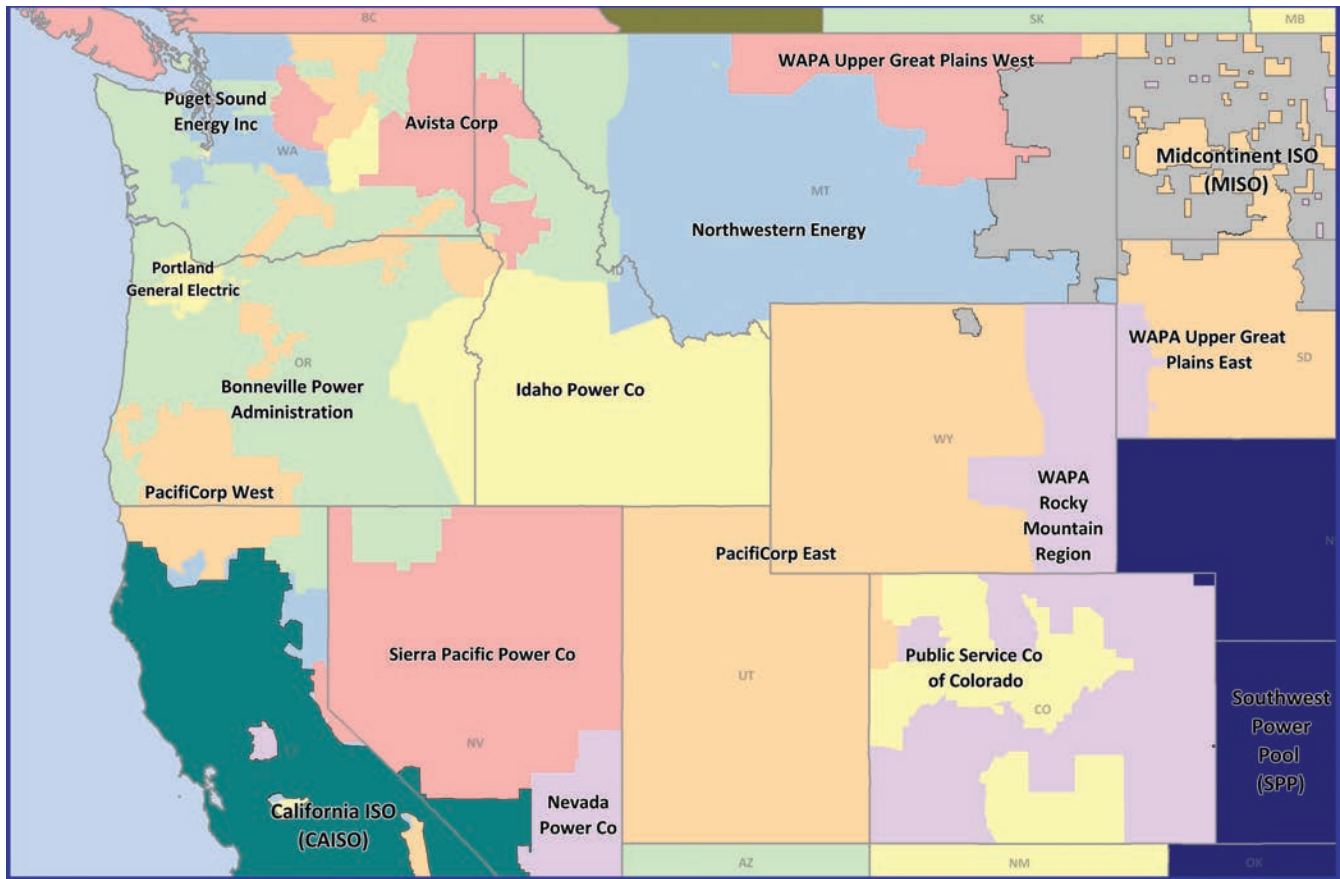 BC
SK
MB
WAPA Upper Great Plains West
Puget Sound
Energy Inc
Avista Corp
WA
Midcontinent ISO
(MISO)
MT
Northwestern Energy
Portland
General Electric
ID
OR
WAPA Upper Great
Plains East
SD
Bonneville Power
Administration
Idaho Power Co
WY
PacifiCorp West
WAPA
Rocky
Mountain
Region
PacifiCorp East
Sierra Pacific Power Co
Public Service Co
of Colorado
UT
CO
NV
Southwest
Power
Pool
(SPP)
California ISO
(CAISO)
Nevada
Power Co
AZ
NM
OK